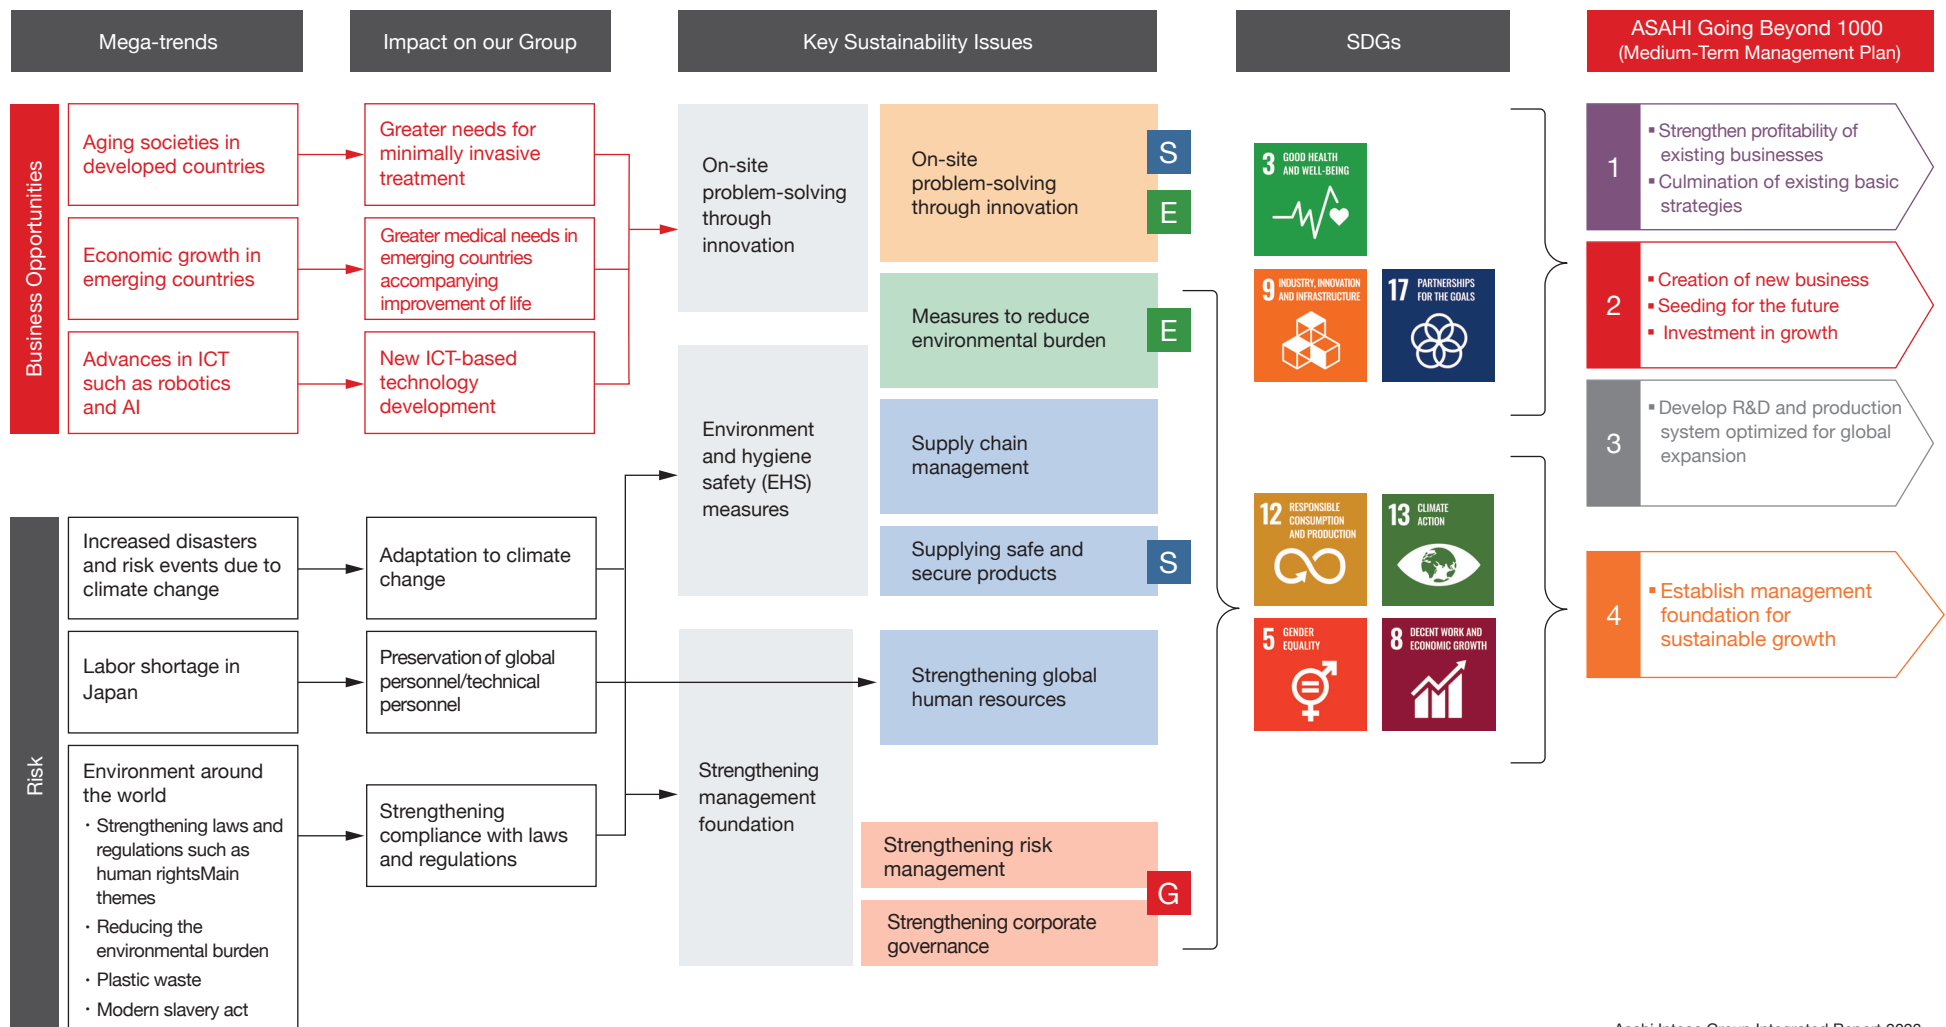 Mega-trends
Impact on our Group
Key Sustainability Issues
SDGs
ASAHI Going Beyond 1000
(Medium-Term Management Plan)
Business Opportunities
Aging societies in
developed countries
Greater needs for
minimally invasive
treatment
Economic growth in
emerging countries
Greater medical needs in
emerging countries
accompanying
improvement of life
Advances in ICT
such as robotics
and AI
New ICT-based
technology
development
Risk
Increased disasters
and risk events due to
climate change
Adaptation to climate
change
Labor shortage in
Japan
Preservation of global
personnel/technical
personnel
Environment around
the world
・Strengthening laws and
regulations such as
human rightsMain
themes
・Reducing the
environmental burden
・Plastic waste
・Modern slavery act
Strengthening
compliance with laws
and regulations
On-site
problem-solving
through
innovation
Environment
and hygiene
safety (EHS)
measures
Strengthening
management
foundation
On-site
problem-solving
through innovation
S
E
Measures to reduce
environmental burden
E
Supply chain
management
Supplying safe and
secure products
S
Strengthening global
human resources
Strengthening risk
management
G
Strengthening corporate
governance
3 GOOD HEALTH
AND WELL-BEING
9 INDUSTRY, INNOVATION
AND INFRASTRUCTURE
17 PARTNERSHIPS
FOR THE GOALS
12 RESPONSIBLE
CONSUMPTION
AND PRODUCTION
13 CLIMATE
ACTION
5 GENDER
EQUALITY
8 DECENT WORK AND
ECONOMIC GROWTH
1
▪ Strengthen profitability of
existing businesses
▪ Culmination of existing basic
strategies
2
▪ Creation of new business
▪ Seeding for the future
▪ Investment in growth
3
▪ Develop R&D and production
system optimized for global
expansion
4
▪ Establish management
foundation for
sustainable growth